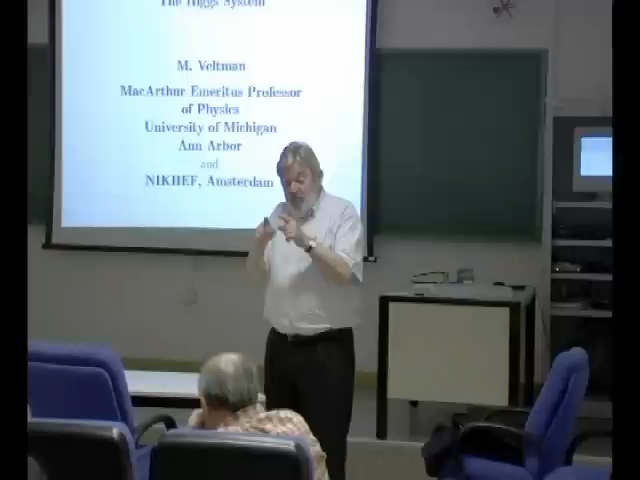 The Higgs System
M. Veltman
MacArthur Emeritus Professor
of Physics
University of Michigan
Ann Arbor
and
NIKHEF, Amsterdam